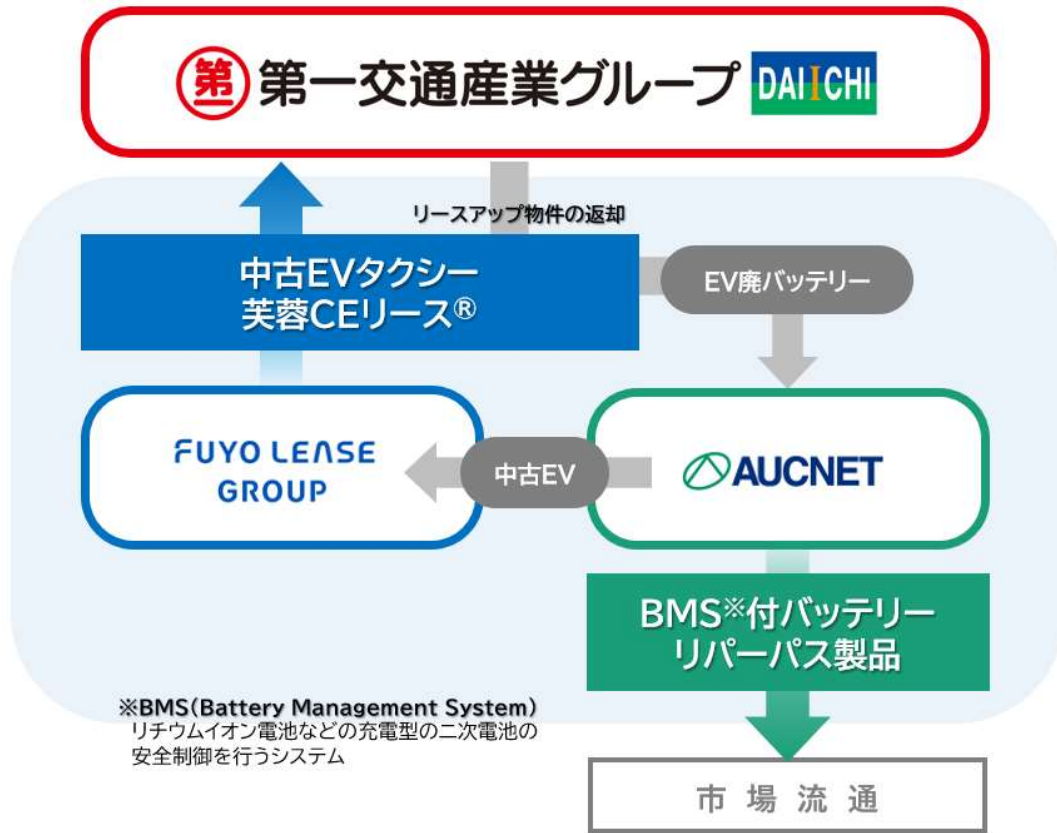 第一 第一交通産業グループ DAIICHI
リースアップ物件の返却
中古EVタクシー
芙蓉CEリース®
EV廃バッテリー
FUYO LEASE
GROUP
中古EV
AUCNET
BMS※付バッテリー
リパーパス製品
※BMS(Battery Management System)
リチウムイオン電池などの充電型の二次電池の
安全制御を行うシステム
市場流通